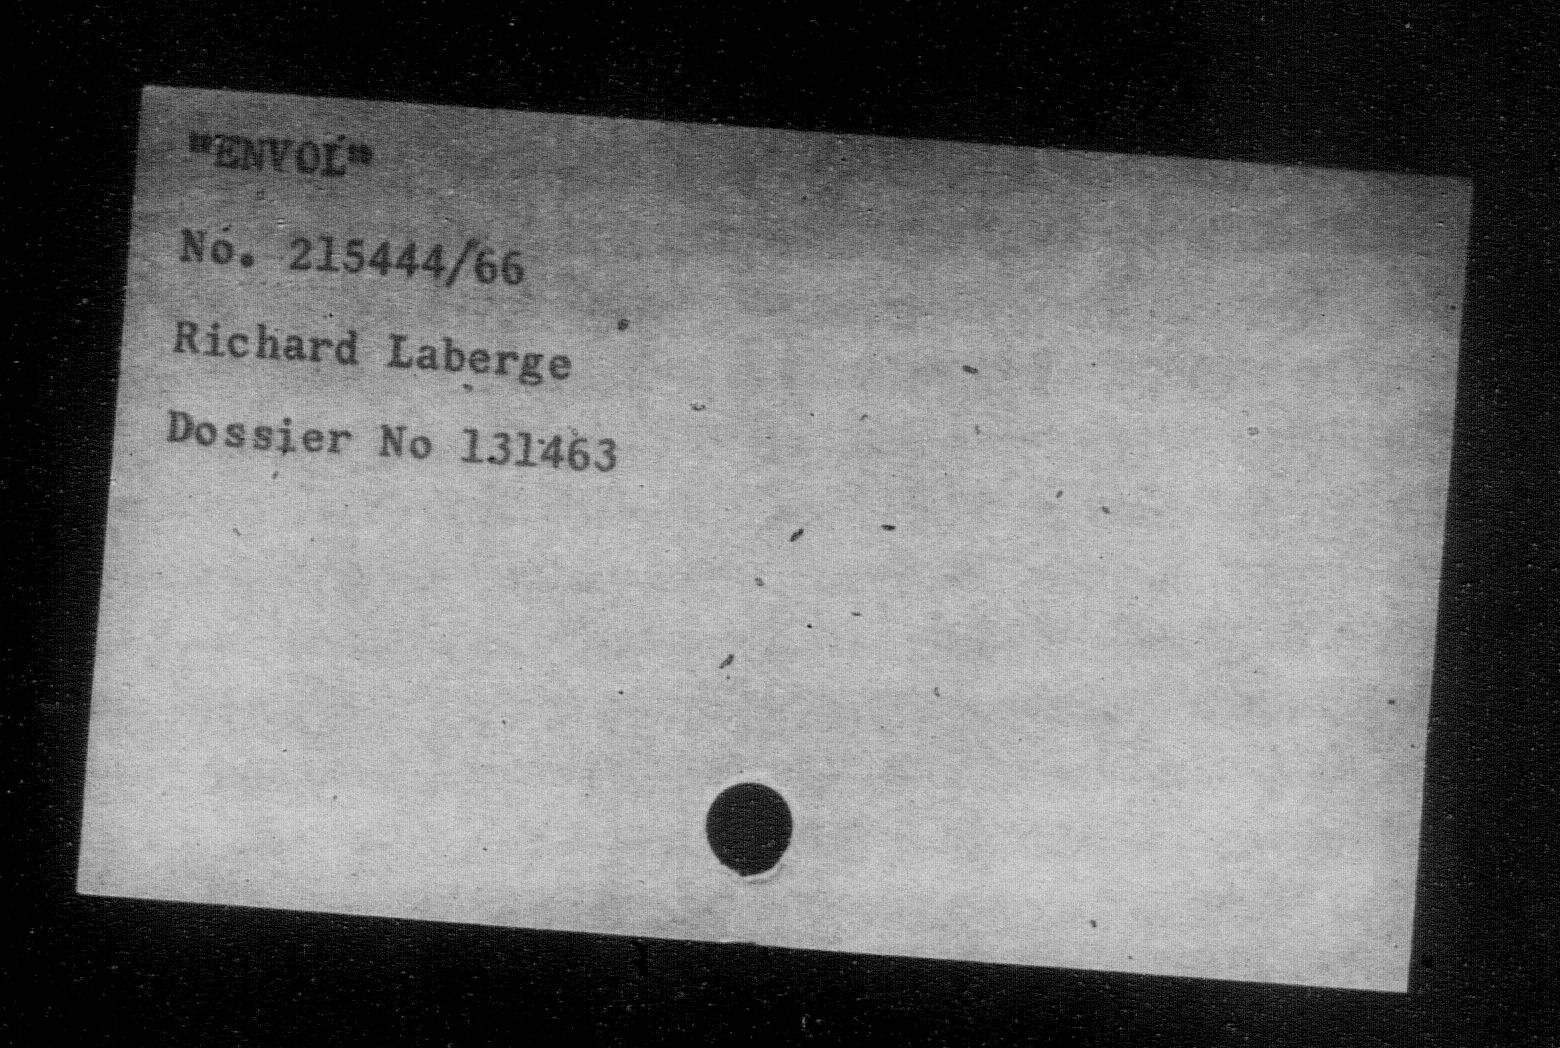 "ENVOL"
No. 215444/66
Richard Laberge
Dossier No 131463